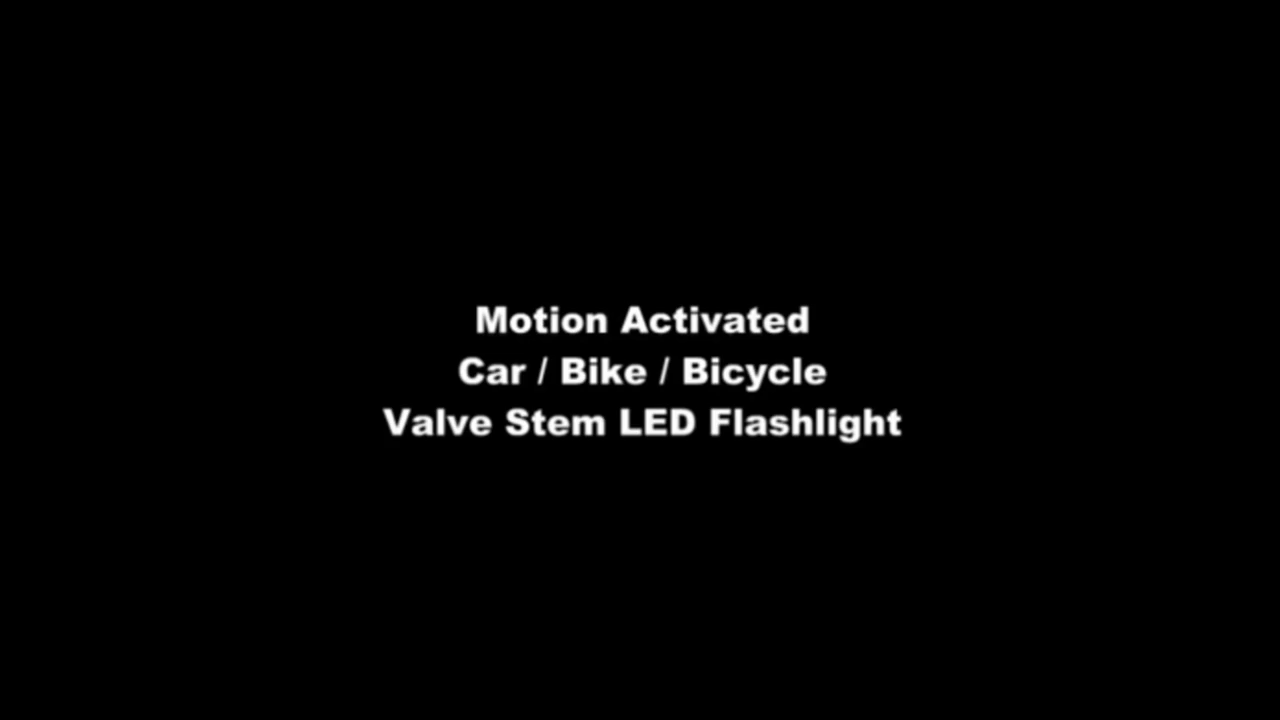 Motion Activated
Car / Bike / Bicycle
Valve Stem LED Flashlight